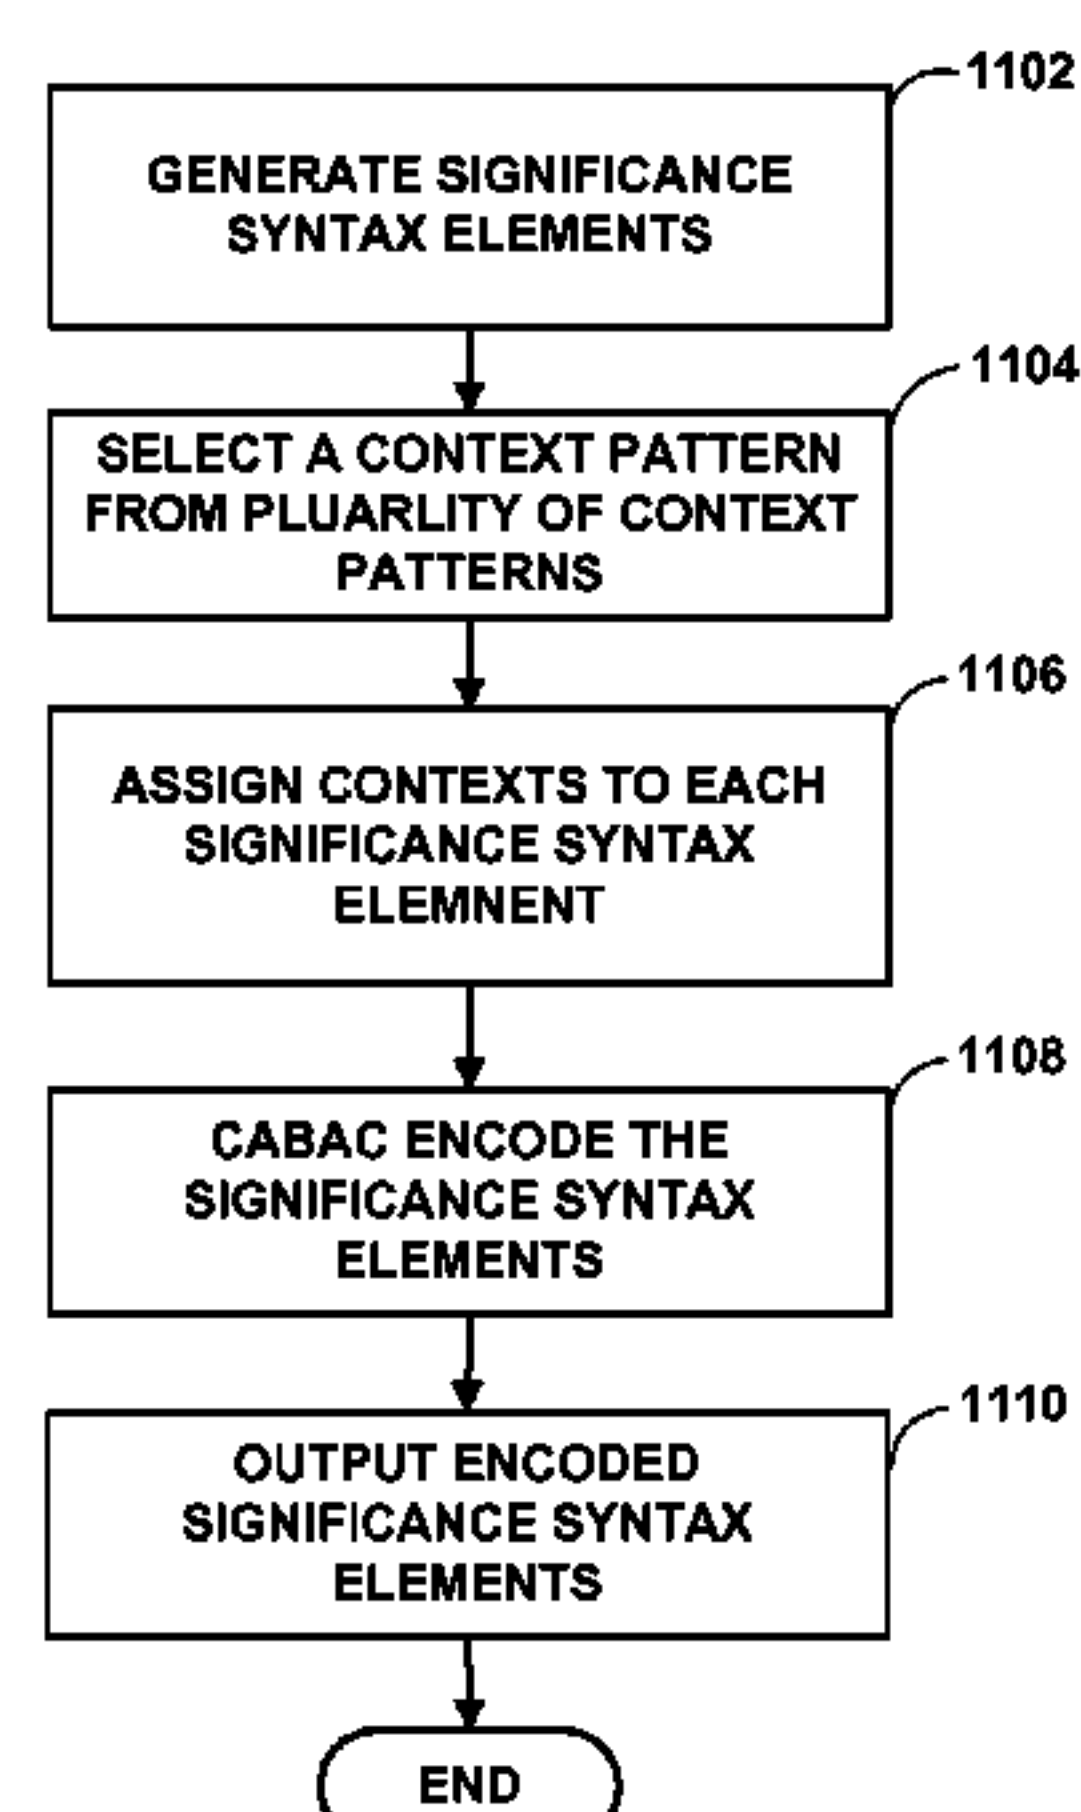 1102
GENERATE SIGNIFICANCE
SYNTAX ELEMENTS
1104
SELECT A CONTEXT PATTERN
FROM PLUARLITY OF CONTEXT
PATTERNS
1106
ASSIGN CONTEXTS TO EACH
SIGNIFICANCE SYNTAX
ELEMNENT
1108
CABAC ENCODE THE
SIGNIFICANCE SYNTAX
ELEMENTS
1110
OUTPUT ENCODED
SIGNIFICANCE SYNTAX
ELEMENTS
END